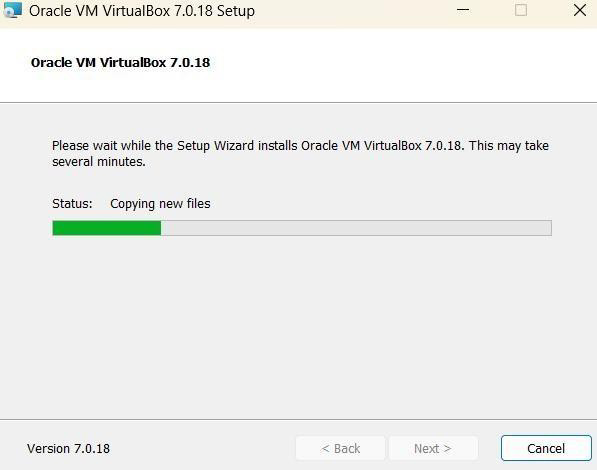 Oracle VM VirtualBox 7.0.18 Setup
Oracle VM VirtualBox 7.0.18
Please wait while the Setup Wizard installs Oracle VM VirtualBox 7.0.18. This may take
several minutes.
Status: Copying new files
Version 7.0.18 < Back Next > Cancel